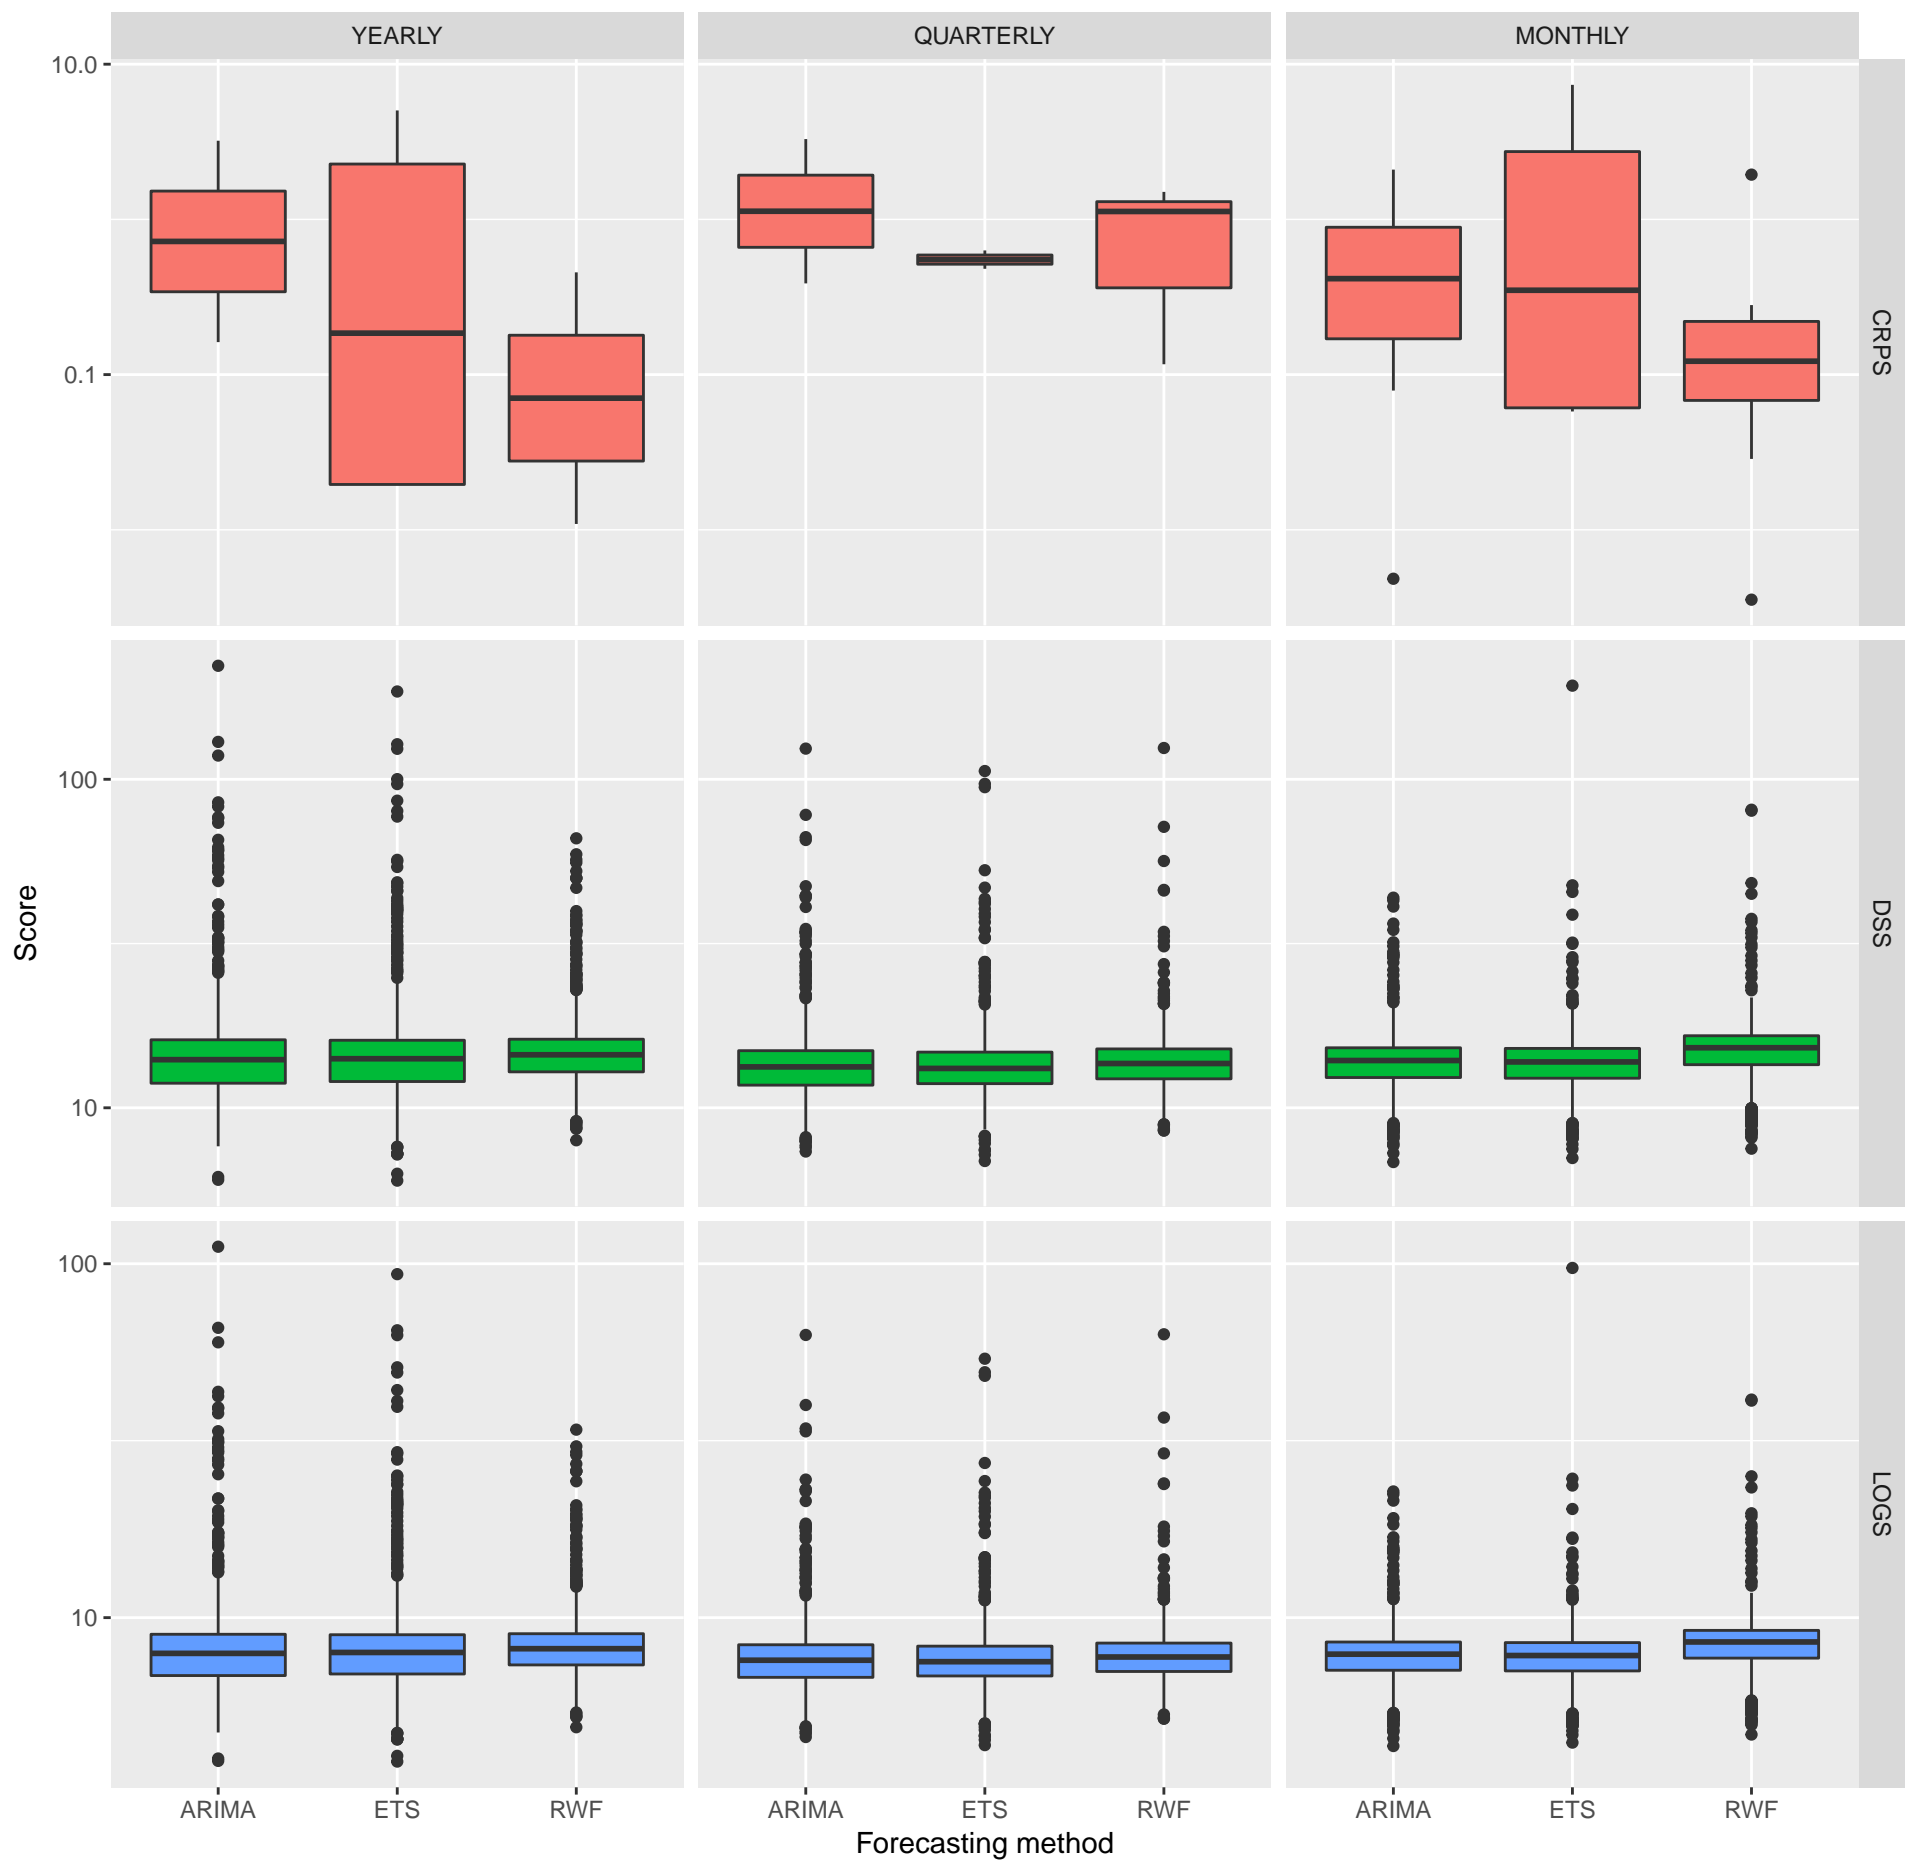 YEARLY QUARTERLY MONTHLY
10.0
0.1
CRPS
100
10
DSS
Score
100
10
LOGS
ARIMA ETS RWF ARIMA ETS RWF ARIMA ETS RWF
Forecasting method